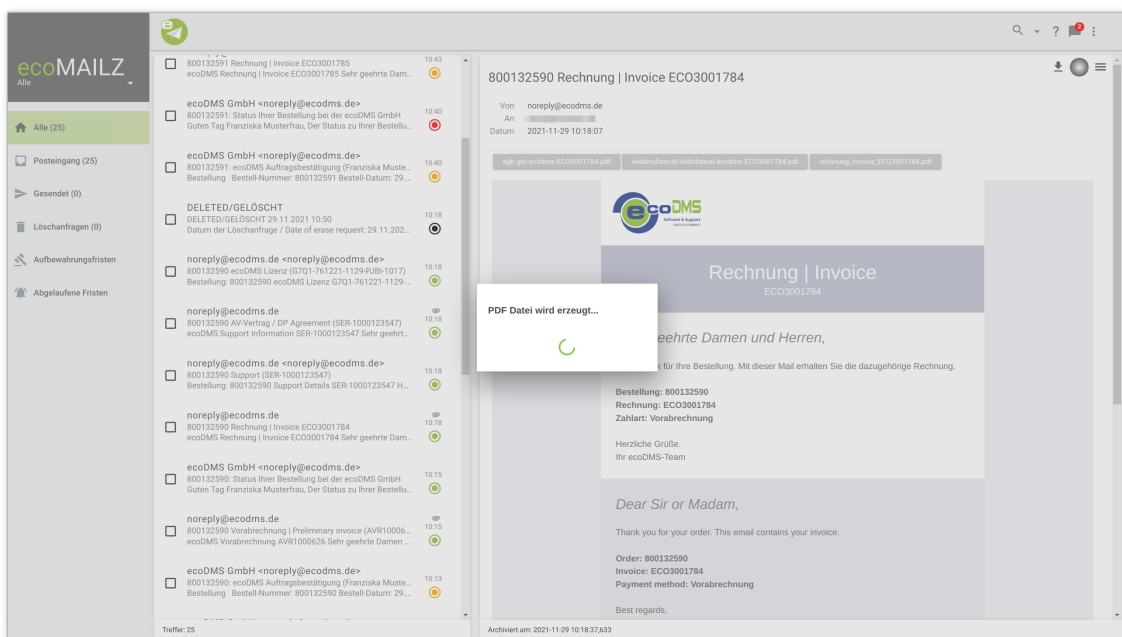 ecoMAILZ
Alle
Alle (25)
Posteingang (25)
Gesendet (0)
Löschanfragen (0)
Aufbewahrungsfristen
Abgelaufene Fristen
e
? 2
800132591 Rechnung | Invoice ECO3001785
10:43
ecoDMS Rechnung | Invoice ECO3001785 Sehr geehrte Dam...
ecoDMS GmbH <noreply@ecodms.de>
10:40
800132591: Status Ihrer Bestellung bei der ecoDMS GmbH
Guten Tag Franziska Musterfrau, Der Status zu Ihrer Bestellu...
ecoDMS GmbH <noreply@ecodms.de>
10:40
800132591: ecoDMS Auftragsbestätigung (Franziska Muste...
Bestellung Bestell-Nummer: 800132591 Bestell-Datum: 29....
DELETED/GELÖSCHT
10:18
DELETED/GELÖSCHT 29.11.2021 10:50
Datum der Löschanfrage / Date of erase request: 29.11.202...
noreply@ecodms.de <noreply@ecodms.de>
10:18
800132590 ecoDMS Lizenz (G7Q1-761221-1129-PJBI-1017)
Bestellung: 800132590 ecoDMS Lizenz G7Q1-761221-1129-...
noreply@ecodms.de
10:18
800132590 AV-Vertrag / DP Agreement (SER-1000123547)
ecoDMS Support Information SER-1000123547 Sehr geehrt...
noreply@ecodms.de <noreply@ecodms.de>
10:18
800132590 Support (SER-1000123547)
Bestellung: 800132590 Support Details SER-1000123547 H...
noreply@ecodms.de
10:18
800132590 Rechnung | Invoice ECO3001784
ecoDMS Rechnung | Invoice ECO3001784 Sehr geehrte Dam...
ecoDMS GmbH <noreply@ecodms.de>
10:15
800132590: Status Ihrer Bestellung bei der ecoDMS GmbH
Guten Tag Franziska Musterfrau, Der Status zu Ihrer Bestellu...
noreply@ecodms.de
10:15
800132590 Vorabrechnung | Preliminary invoice (AVR10006...
ecoDMS Vorabrechnung AVR1000626 Sehr geehrte Damen ...
ecoDMS GmbH <noreply@ecodms.de>
10:13
800132590: ecoDMS Auftragsbestätigung (Franziska Muste...
Bestellung Bestell-Nummer: 800132590 Bestell-Datum: 29....
Treffer: 25
800132590 Rechnung | Invoice ECO3001784
Von noreply@ecodms.de
An
Datum 2021-11-29 10:18:07
agb-gtc-ecodms-ECO3001784.pdf widerrufsrecht-withdrawal-ecodms-ECO3001784.pdf rechnung_invoice_ECO3001784.pdf
ecoDMS
Software & Support
Rechnung | Invoice
ECO3001784
PDF Datei wird erzeugt...
eehrte Damen und Herren,
k für Ihre Bestellung. Mit dieser Mail erhalten Sie die dazugehörige Rechnung.
Bestellung: 800132590
Rechnung: ECO3001784
Zahlart: Vorabrechnung
Herzliche Grüße.
Ihr ecoDMS-Team
Dear Sir or Madam,
Thank you for your order. This email contains your invoice.
Order: 800132590
Invoice: ECO3001784
Payment method: Vorabrechnung
Best regards,
Archiviert am: 2021-11-29 10:18:37,633